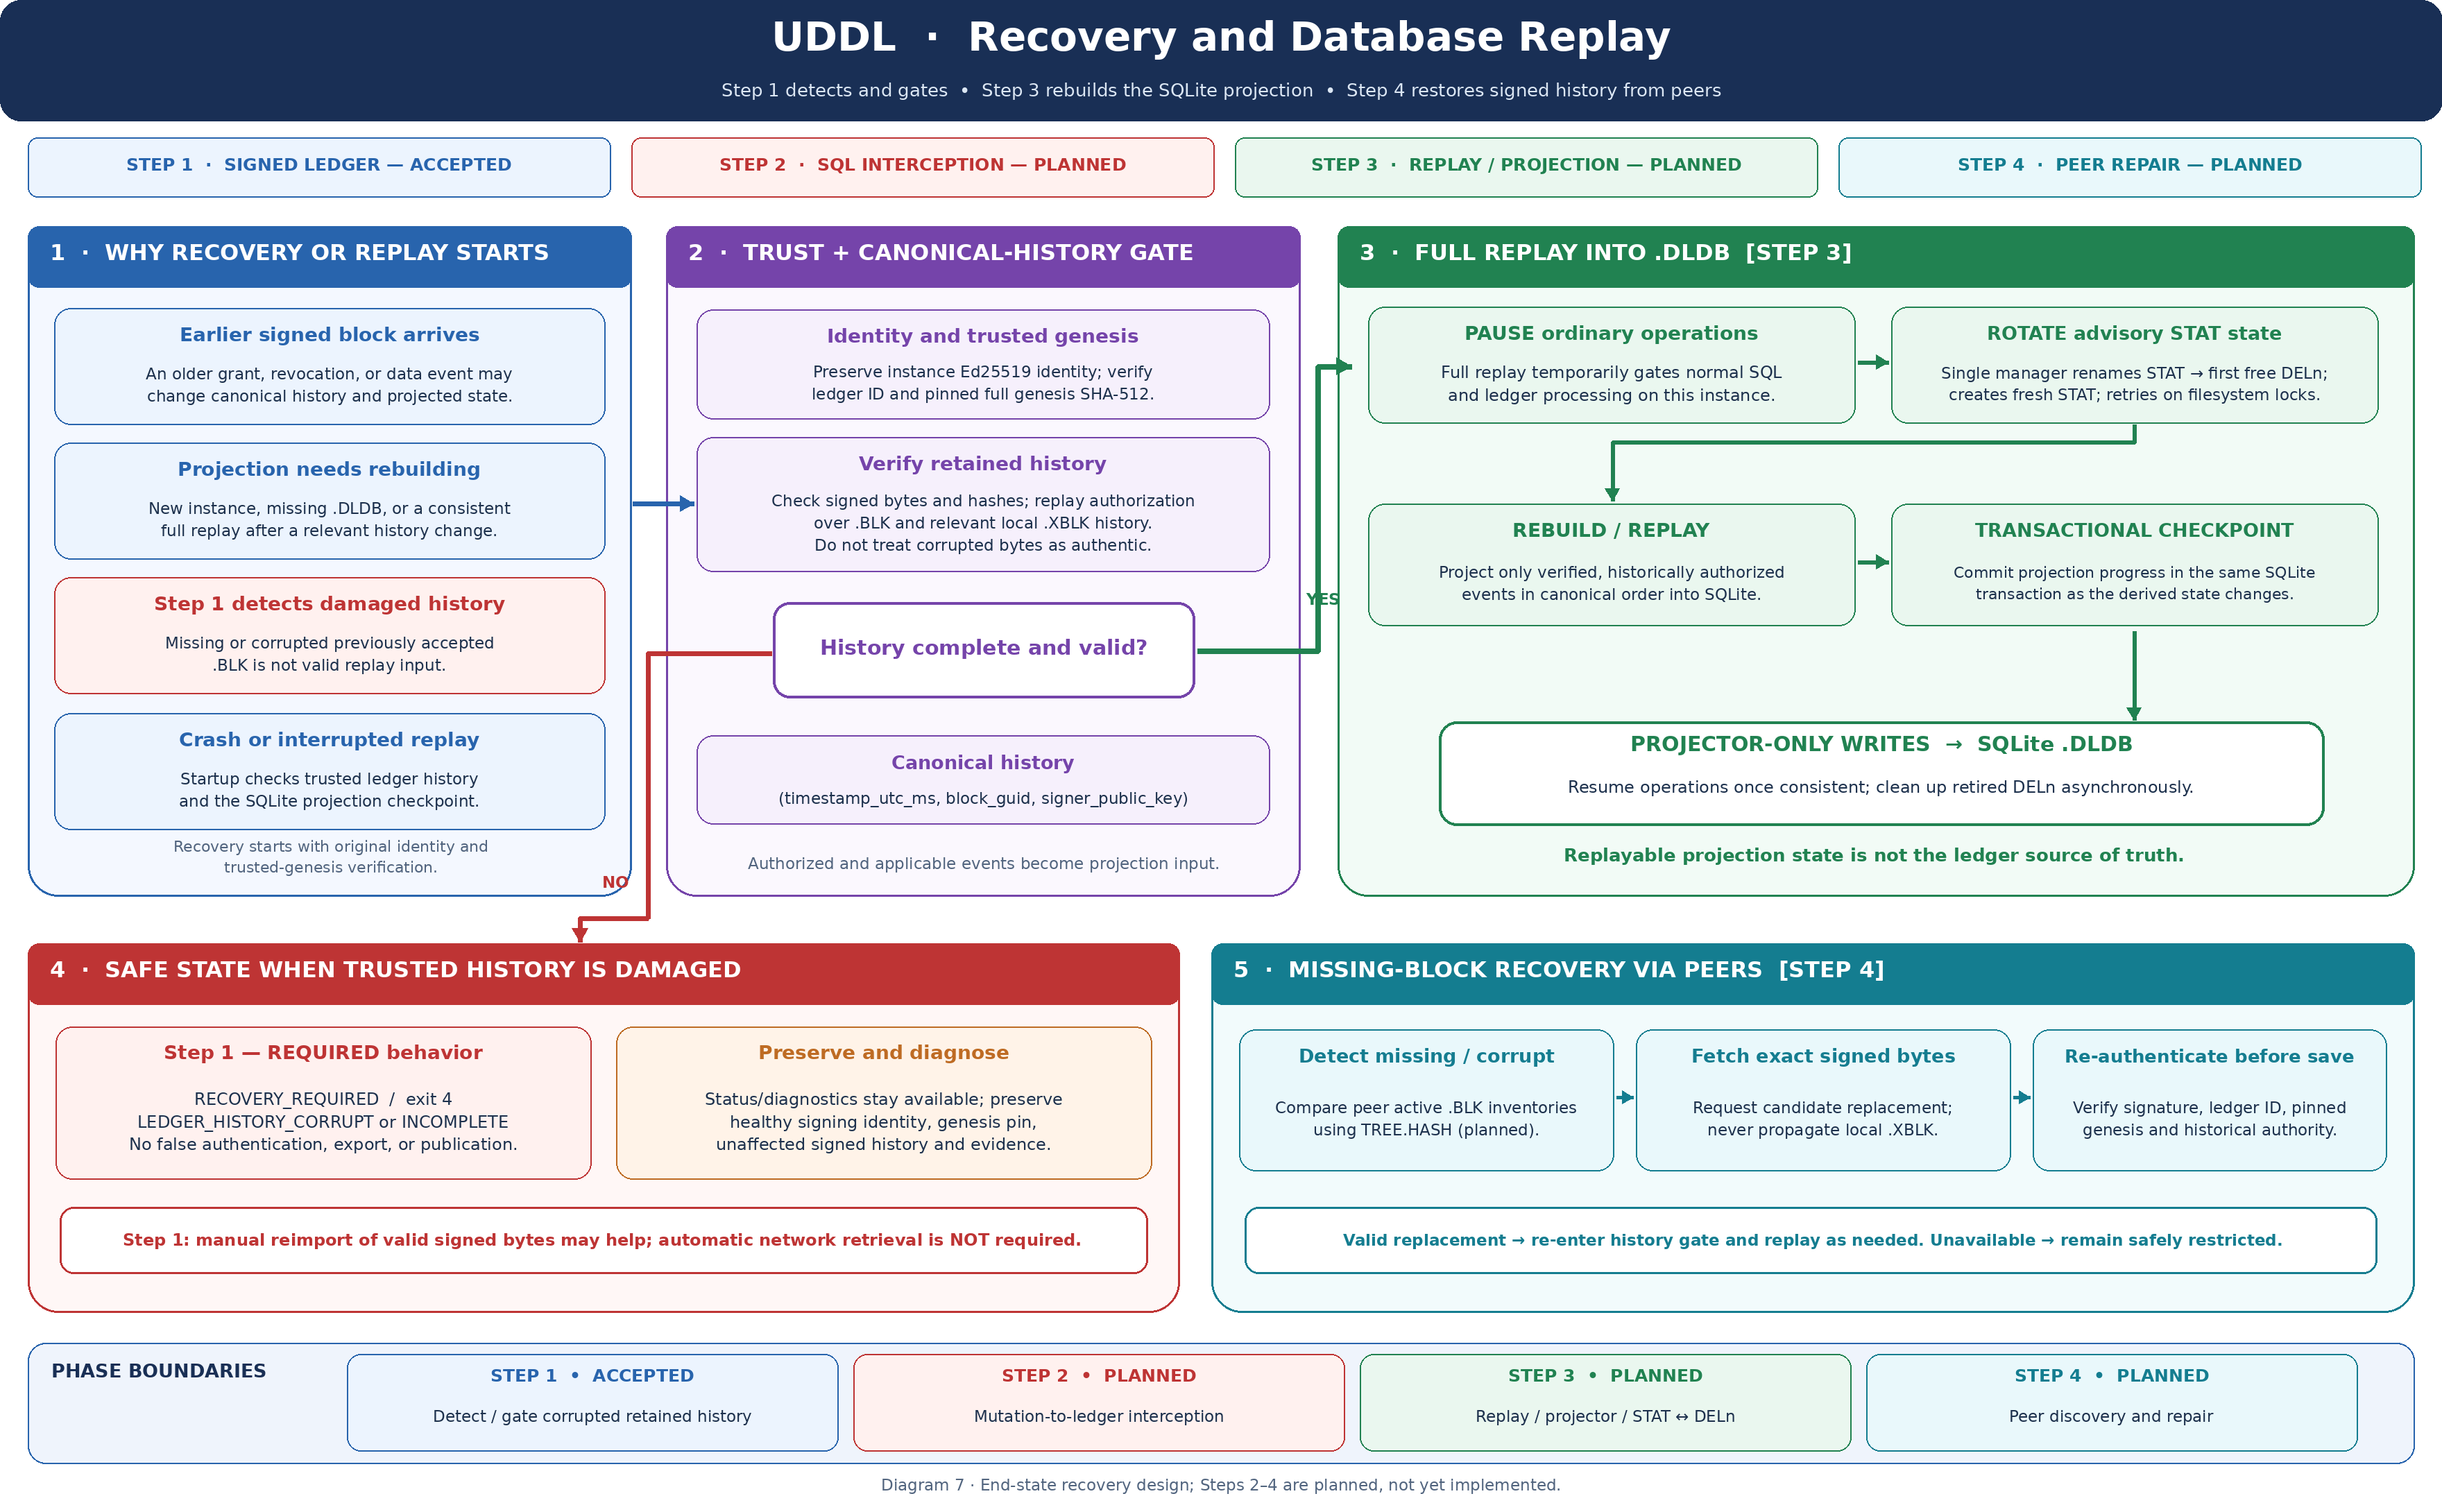 UDDL · Recovery and Database Replay
Step 1 detects and gates • Step 3 rebuilds the SQLite projection • Step 4 restores signed history from peers
STEP 1 · SIGNED LEDGER — ACCEPTED
STEP 2 · SQL INTERCEPTION — PLANNED
STEP 3 · REPLAY / PROJECTION — PLANNED
STEP 4 · PEER REPAIR — PLANNED
1 · WHY RECOVERY OR REPLAY STARTS
Earlier signed block arrives
An older grant, revocation, or data event may
change canonical history and projected state.
Projection needs rebuilding
New instance, missing .DLDB, or a consistent
full replay after a relevant history change.
Step 1 detects damaged history
Missing or corrupted previously accepted
.BLK is not valid replay input.
Crash or interrupted replay
Startup checks trusted ledger history
and the SQLite projection checkpoint.
Recovery starts with original identity and
trusted-genesis verification.
2 · TRUST + CANONICAL-HISTORY GATE
Identity and trusted genesis
Preserve instance Ed25519 identity; verify
ledger ID and pinned full genesis SHA-512.
Verify retained history
Check signed bytes and hashes; replay authorization
over .BLK and relevant local .XBLK history.
Do not treat corrupted bytes as authentic.
History complete and valid?
YES
NO
Canonical history
(timestamp_utc_ms, block_guid, signer_public_key)
Authorized and applicable events become projection input.
3 · FULL REPLAY INTO .DLDB [STEP 3]
PAUSE ordinary operations
Full replay temporarily gates normal SQL
and ledger processing on this instance.
ROTATE advisory STAT state
Single manager renames STAT → first free DELn;
creates fresh STAT; retries on filesystem locks.
REBUILD / REPLAY
Project only verified, historically authorized
events in canonical order into SQLite.
TRANSACTIONAL CHECKPOINT
Commit projection progress in the same SQLite
transaction as the derived state changes.
PROJECTOR-ONLY WRITES → SQLite .DLDB
Resume operations once consistent; clean up retired DELn asynchronously.
Replayable projection state is not the ledger source of truth.
4 · SAFE STATE WHEN TRUSTED HISTORY IS DAMAGED
Step 1 — REQUIRED behavior
RECOVERY_REQUIRED / exit 4
LEDGER_HISTORY_CORRUPT or INCOMPLETE
No false authentication, export, or publication.
Preserve and diagnose
Status/diagnostics stay available; preserve
healthy signing identity, genesis pin,
unaffected signed history and evidence.
Step 1: manual reimport of valid signed bytes may help; automatic network retrieval is NOT required.
5 · MISSING-BLOCK RECOVERY VIA PEERS [STEP 4]
Detect missing / corrupt
Compare peer active .BLK inventories
using TREE.HASH (planned).
Fetch exact signed bytes
Request candidate replacement;
never propagate local .XBLK.
Re-authenticate before save
Verify signature, ledger ID, pinned
genesis and historical authority.
Valid replacement → re-enter history gate and replay as needed. Unavailable → remain safely restricted.
PHASE BOUNDARIES
STEP 1 • ACCEPTED
Detect / gate corrupted retained history
STEP 2 • PLANNED
Mutation-to-ledger interception
STEP 3 • PLANNED
Replay / projector / STAT ↔ DELn
STEP 4 • PLANNED
Peer discovery and repair
Diagram 7 · End-state recovery design; Steps 2–4 are planned, not yet implemented.